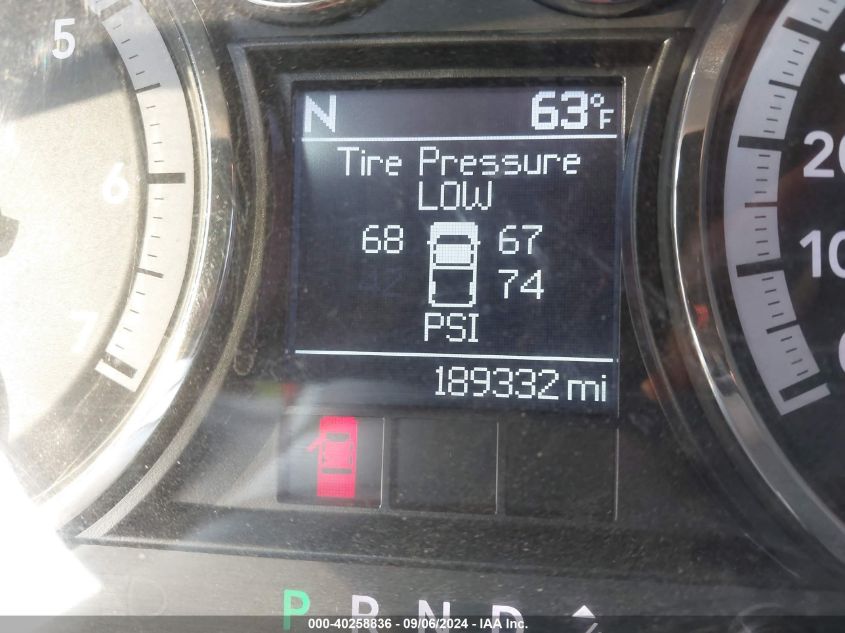 5
6
7
N 63°F
Tire Pressure
LOW
68 67
42 74
PSI
189332 mi
20
10
P R N D
000-40258836 - 09/06/2024 - IAA Inc.